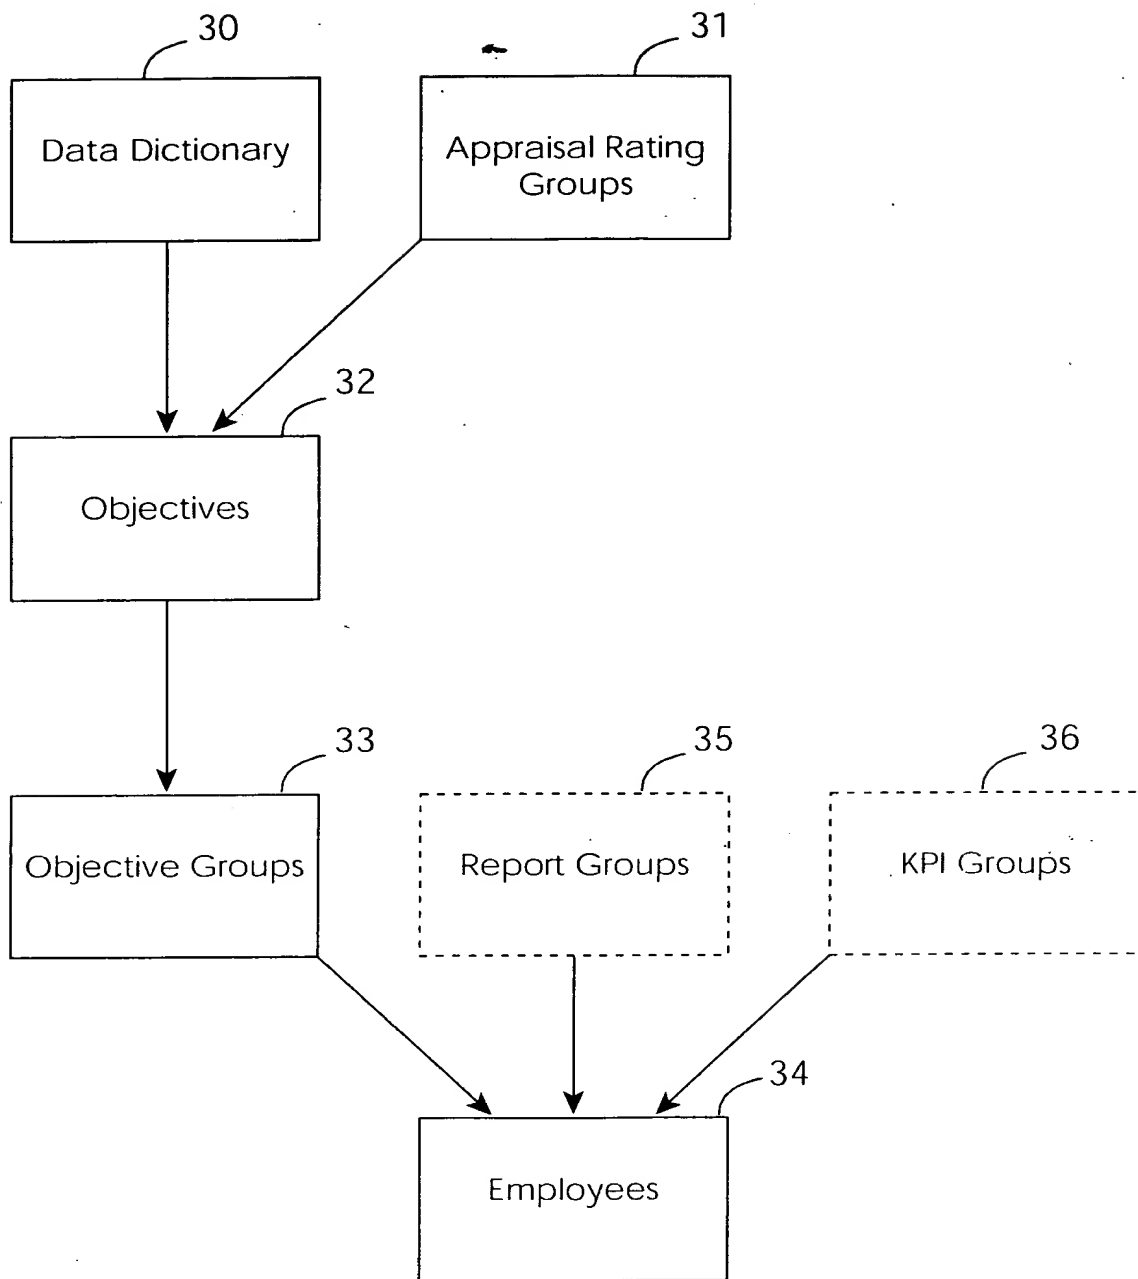 30
31
Data Dictionary
Appraisal Rating
Groups
32
Objectives
33
35
36
Objective Groups
Report Groups
KPI Groups
34
Employees